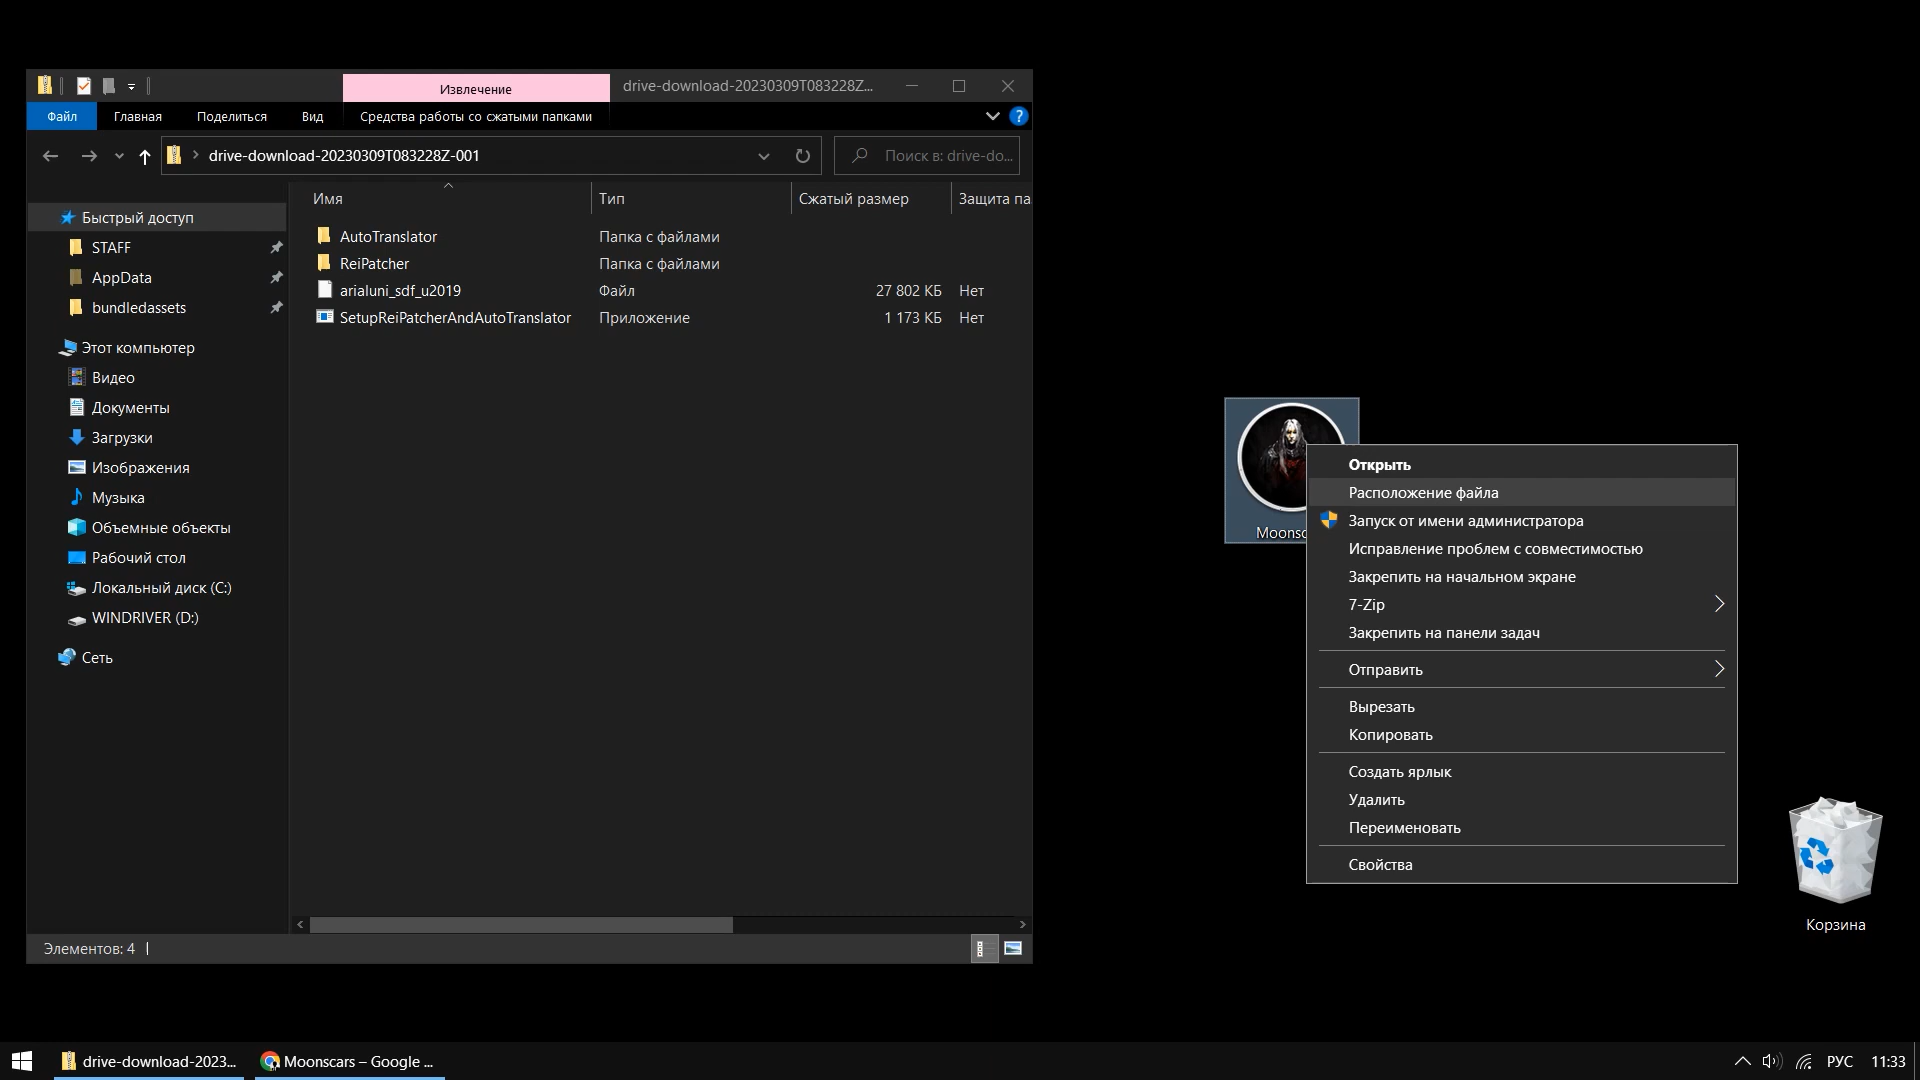 Извлечение
drive-download-20230309T083228Z...
Файл
Главная
Поделиться
Вид
Средства работы со сжатыми папками
?
drive-download-20230309T083228Z-001
Поиск в: drive-do...
Имя
Тип
Сжатый размер
Защита па
Быстрый доступ
STAFF
AppData
bundledassets
Этот компьютер
Видео
Документы
Загрузки
Изображения
Музыка
Объемные объекты
Рабочий стол
Локальный диск (C:)
WINDRIVER (D:)
Сеть
AutoTranslator Папка с файлами
ReiPatcher Папка с файлами
arialuni_sdf_u2019 Файл 27 802 КБ Нет
SetupReiPatcherAndAutoTranslator Приложение 1 173 КБ Нет
Элементов: 4
Moonsc
Открыть
Расположение файла
Запуск от имени администратора
Исправление проблем с совместимостью
Закрепить на начальном экране
7-Zip
Закрепить на панели задач
Отправить
Вырезать
Копировать
Создать ярлык
Удалить
Переименовать
Свойства
Корзина
drive-download-2023...
Moonscars – Google ...
РУС
11:33